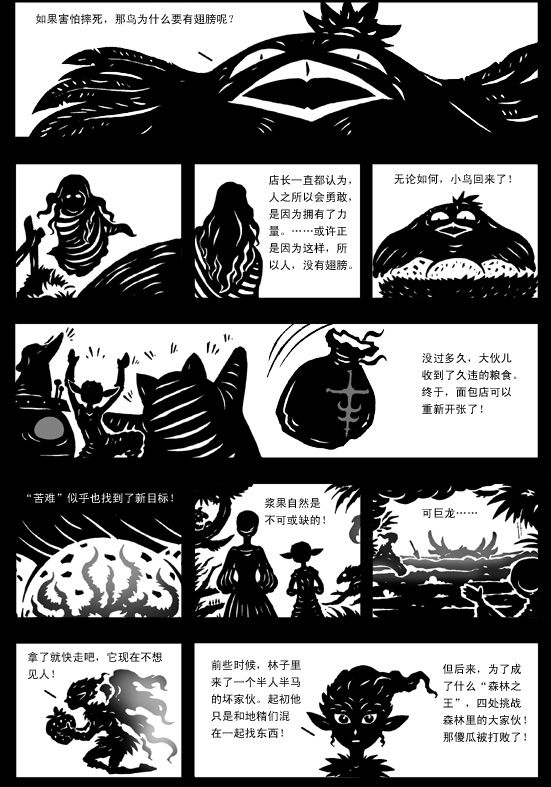 如果害怕摔死，那鸟为什么要有翅膀呢？
店长一直都认为，
人之所以会勇敢，
是因为拥有了力
量。……或许正
是因为这样，所
以人，没有翅膀。
无论如何，小鸟回来了！
没过多久，大伙儿
收到了久违的粮食。
终于，面包店可以
重新开张了！
“苦难”似乎也找到了新目标！
浆果自然是
不可或缺的！
可巨龙……
拿了就快走吧，它现在不想
见人！
前些时候，林子里
来了一个半人半马
的坏家伙。起初他
只是和地精们混
在一起找东西！
但后来，为了成
了什么“森林之
王”，四处挑战
森林里的大家伙！
那傻瓜被打败了！